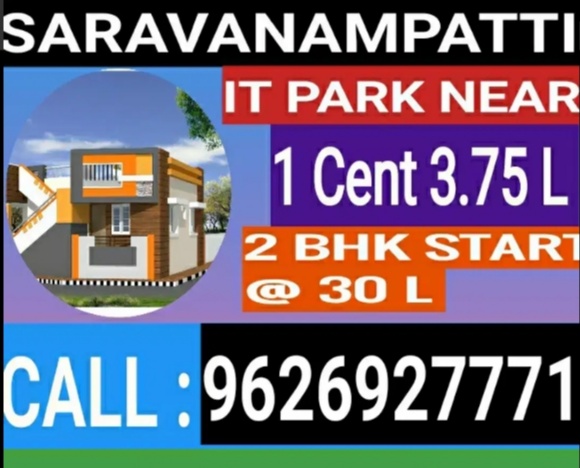 SARAVANAMPATTI
IT PARK NEAR
1 Cent 3.75 L
2 BHK START
@ 30 L
CALL : 9626927771